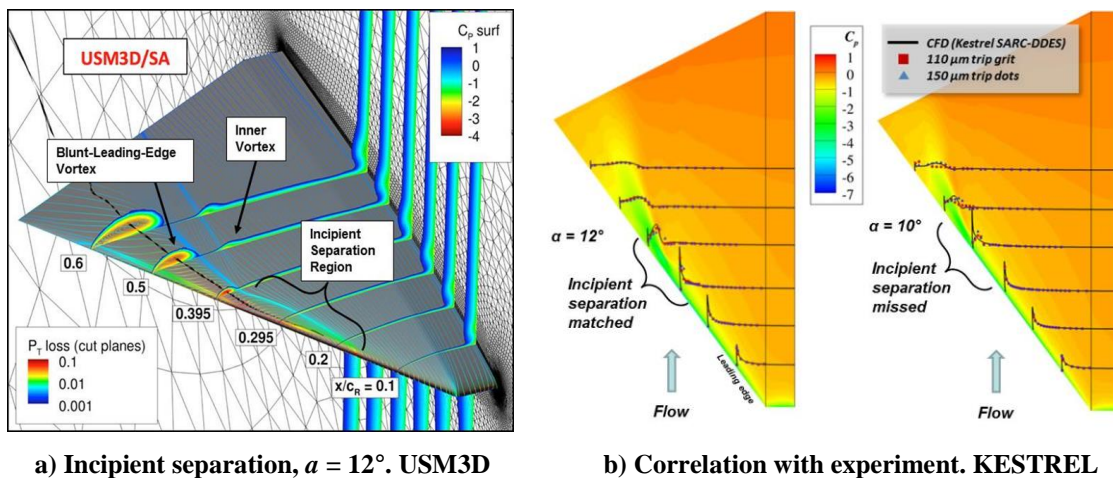 USM3D/SA
C_P surf
1
0
-1
-2
-3
-4
Inner
Vortex
Blunt-Leading-Edge
Vortex
Incipient
Separation
Region
0.6
0.5
0.395
0.295
0.2
x/c_R = 0.1
P_T loss (cut planes)
0.1
0.01
0.001
C_p
1
0
-1
-2
-3
-4
-5
-6
-7
CFD (Kestrel SARC-DDES)
110 μm trip grit
150 μm trip dots
α = 12°
Incipient
separation
matched
Flow
Leading edge
α = 10°
Incipient
separation
missed
Flow
a) Incipient separation, a = 12°. USM3D
b) Correlation with experiment. KESTREL